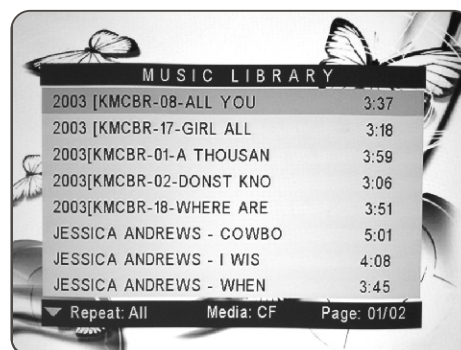 MUSIC LIBRARY
2003 [KMCBR-08-ALL YOU 3:37
2003 [KMCBR-17-GIRL ALL 3:18
2003[KMCBR-01-A THOUSAN 3:59
2003[KMCBR-02-DONST KNO 3:06
2003[KMCBR-18-WHERE ARE 3:51
JESSICA ANDREWS - COWBO 5:01
JESSICA ANDREWS - I WIS 4:08
JESSICA ANDREWS - WHEN 3:45
Repeat: All Media: CF Page: 01/02